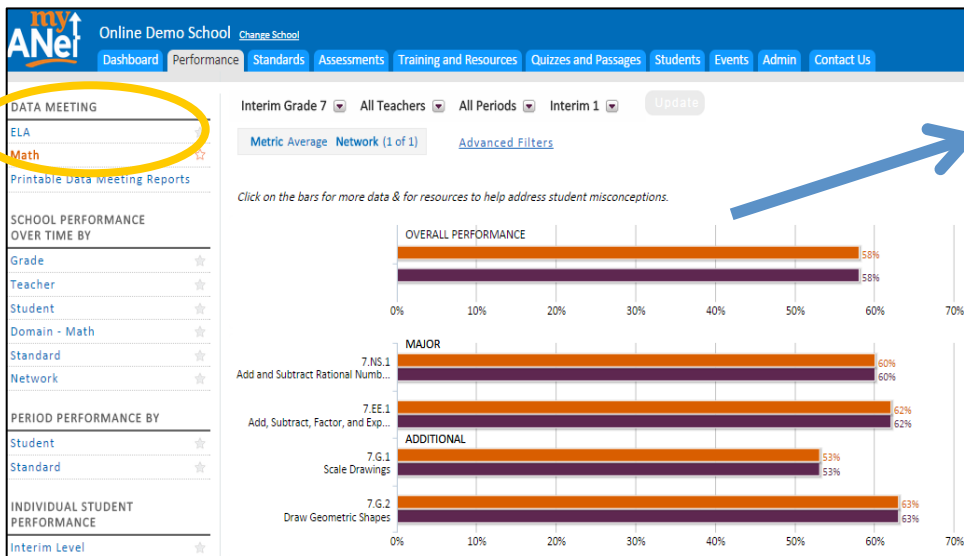 my
ANet
Online Demo School Change School
Dashboard Performance Standards Assessments Training and Resources Quizzes and Passages Students Events Admin Contact Us
DATA MEETING
ELA
Math
Printable Data Meeting Reports
SCHOOL PERFORMANCE
OVER TIME BY
Grade
Teacher
Student
Domain - Math
Standard
Network
PERIOD PERFORMANCE BY
Student
Standard
INDIVIDUAL STUDENT
PERFORMANCE
Interim Level
Interim Grade 7 All Teachers All Periods Interim 1 Update
Metric Average Network (1 of 1) Advanced Filters
Click on the bars for more data & for resources to help address student misconceptions.
OVERALL PERFORMANCE
58%
58%
0% 10% 20% 30% 40% 50% 60% 70%
MAJOR
7.NS.1
Add and Subtract Rational Numb...
60%
60%
7.EE.1
Add, Subtract, Factor, and Exp...
62%
62%
ADDITIONAL
7.G.1
Scale Drawings
53%
53%
7.G.2
Draw Geometric Shapes
63%
63%
0% 10% 20% 30% 40% 50% 60% 70%